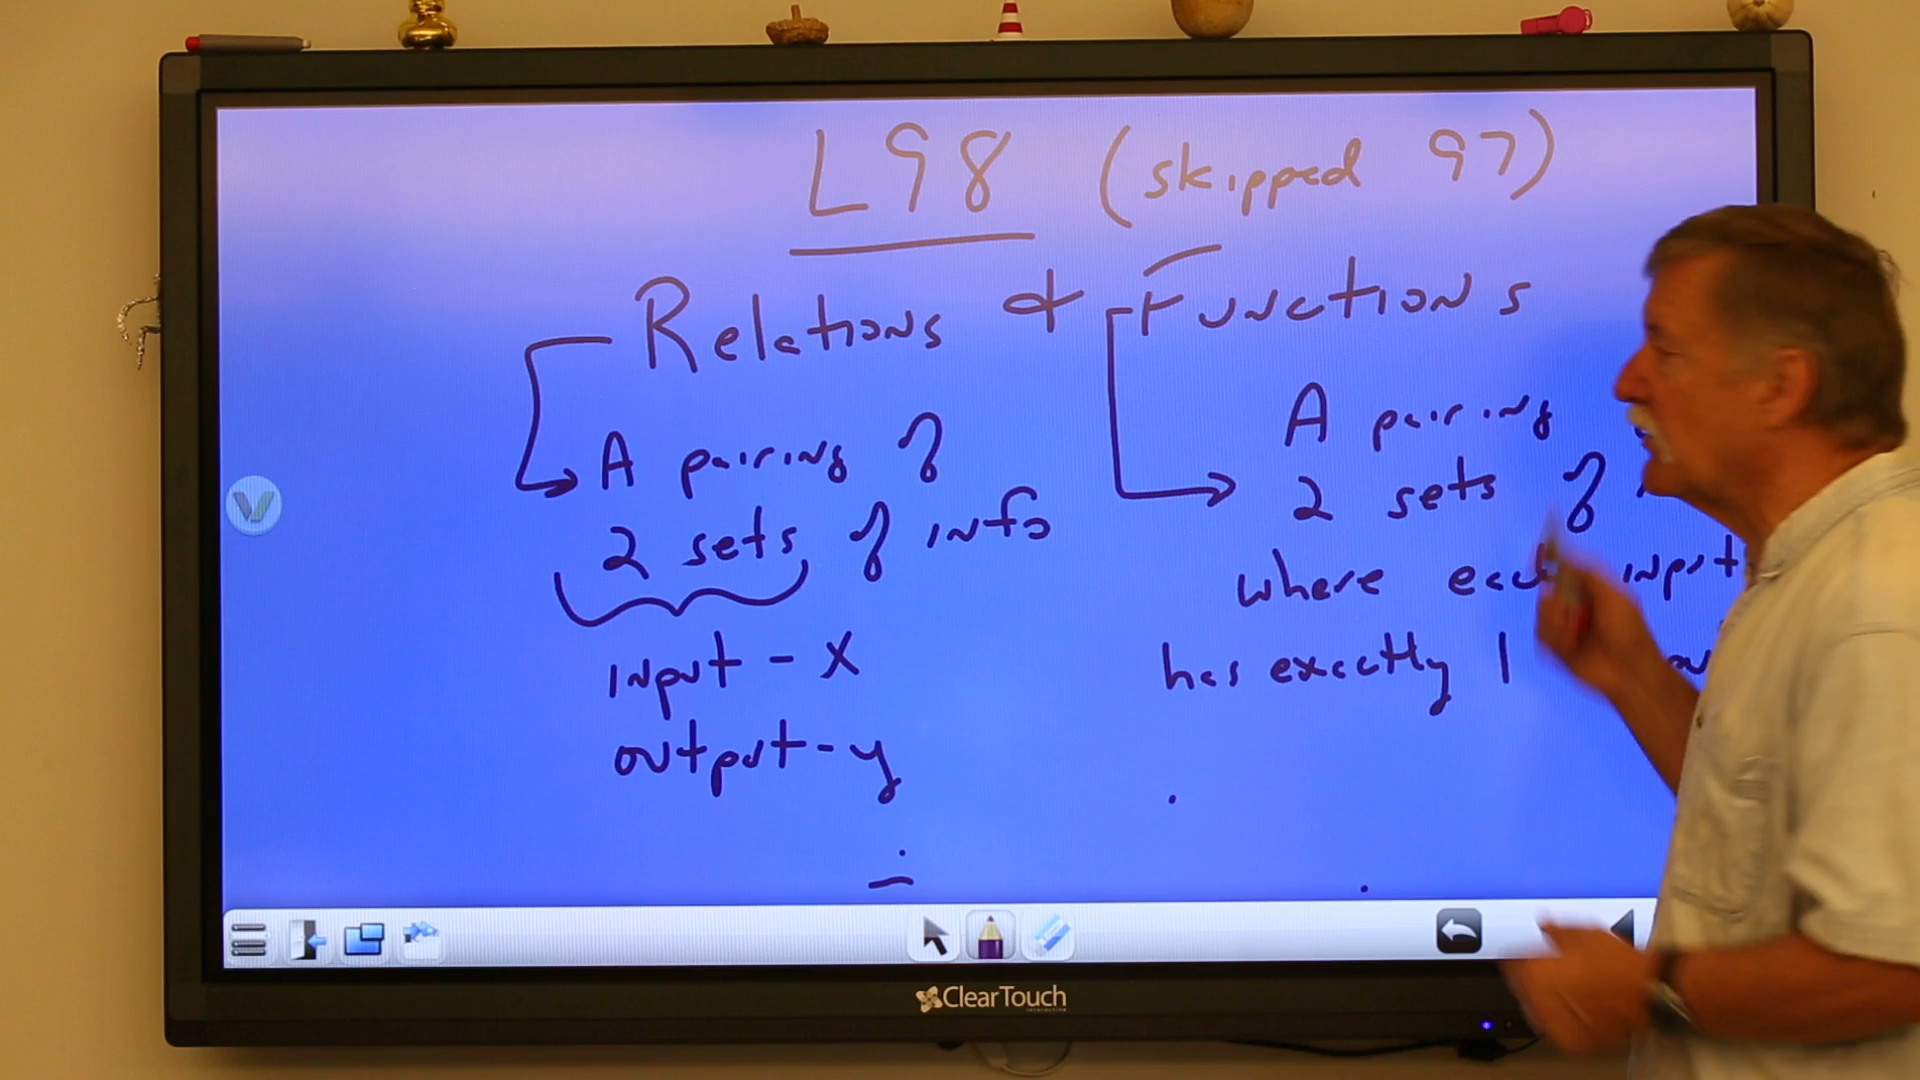 L98 (skipped 97)
Relations & Functions
A pairing of
2 sets of info
input - x
output - y
A pairing
2 sets of
where each input
has exactly 1
ClearTouch